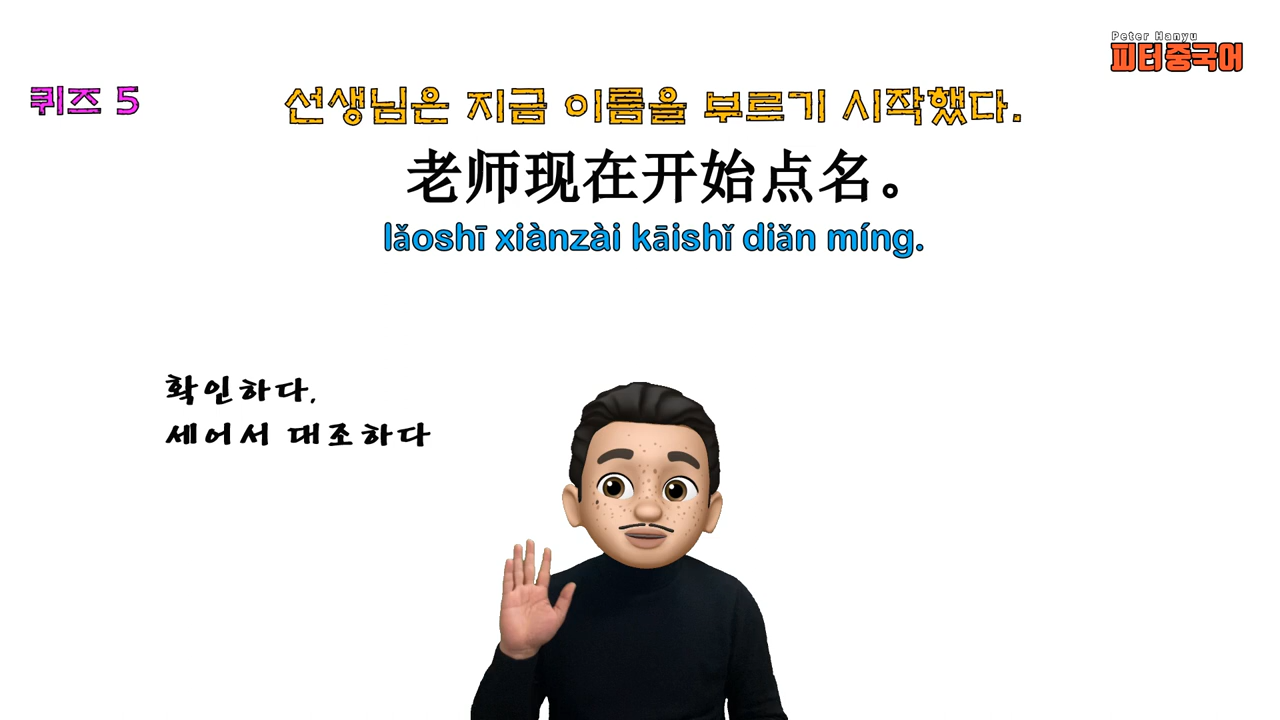 Peter Hanyu
피터중국어
퀴즈 5
선생님은 지금 이름을 부르기 시작했다.
老师现在开始点名。
lǎoshī xiànzài kāishǐ diǎn míng.
확인하다.
세어서 대조하다